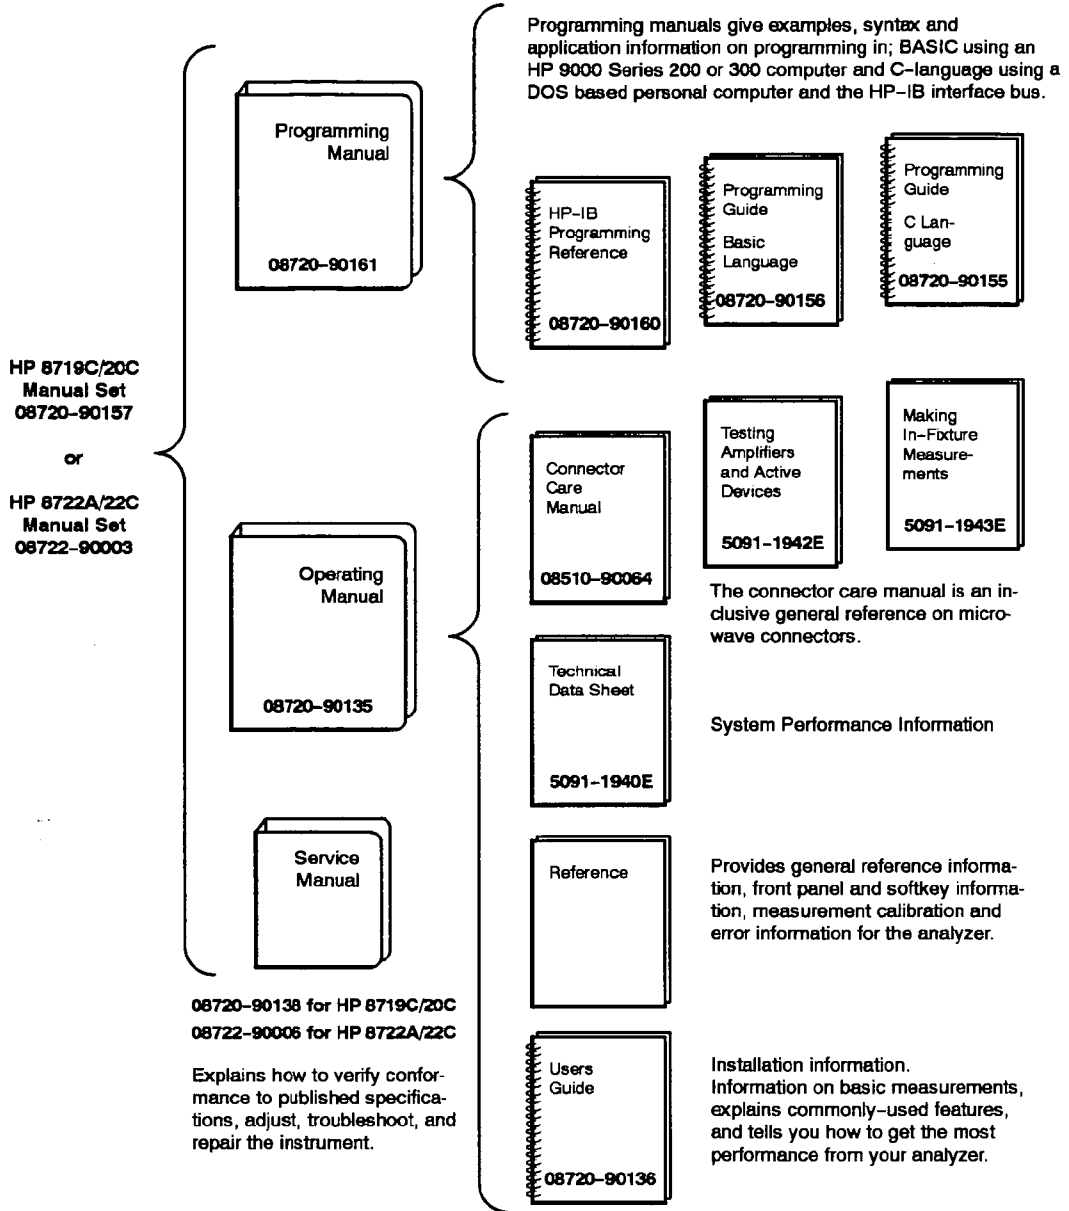 Programming manuals give examples, syntax and
application information on programming in; BASIC using an
HP 9000 Series 200 or 300 computer and C-language using a
DOS based personal computer and the HP-IB interface bus.
Programming
Manual
08720-90161
HP-IB
Programming
Reference
08720-90160
Programming
Guide
Basic
Language
08720-90156
Programming
Guide
C Lan-
guage
08720-90155
HP 8719C/20C
Manual Set
08720-90157
or
HP 8722A/22C
Manual Set
08722-90003
Operating
Manual
08720-90135
Connector
Care
Manual
08510-90064
Testing
Amplifiers
and Active
Devices
5091-1942E
Making
In-Fixture
Measure-
ments
5091-1943E
The connector care manual is an in-
clusive general reference on micro-
wave connectors.
Technical
Data Sheet
5091-1940E
System Performance Information
Service
Manual
08720-90138 for HP 8719C/20C
08722-90006 for HP 8722A/22C
Explains how to verify confor-
mance to published specifica-
tions, adjust, troubleshoot, and
repair the instrument.
Reference
Provides general reference informa-
tion, front panel and softkey informa-
tion, measurement calibration and
error information for the analyzer.
Users
Guide
08720-90136
Installation information.
Information on basic measurements,
explains commonly-used features,
and tells you how to get the most
performance from your analyzer.